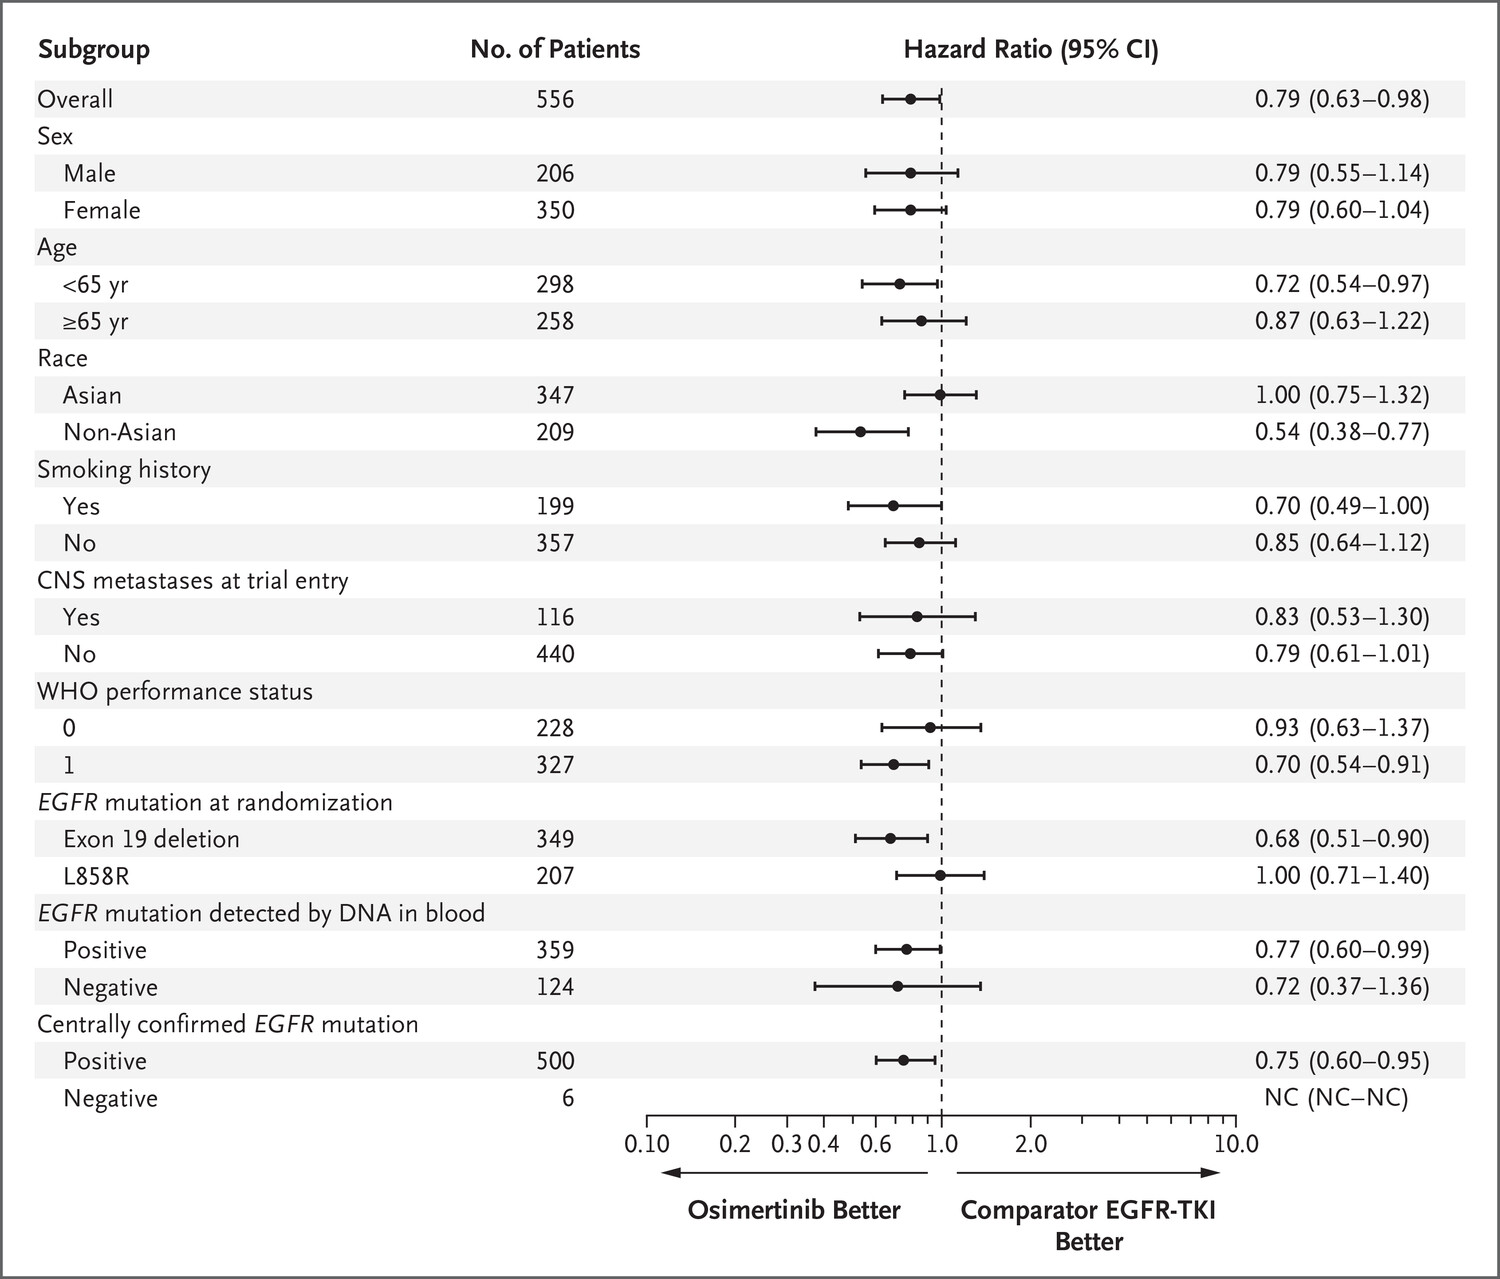 Subgroup No. of Patients Hazard Ratio (95% CI)
Overall 556 0.79 (0.63–0.98)
Sex
Male 206 0.79 (0.55–1.14)
Female 350 0.79 (0.60–1.04)
Age
<65 yr 298 0.72 (0.54–0.97)
≥65 yr 258 0.87 (0.63–1.22)
Race
Asian 347 1.00 (0.75–1.32)
Non-Asian 209 0.54 (0.38–0.77)
Smoking history
Yes 199 0.70 (0.49–1.00)
No 357 0.85 (0.64–1.12)
CNS metastases at trial entry
Yes 116 0.83 (0.53–1.30)
No 440 0.79 (0.61–1.01)
WHO performance status
0 228 0.93 (0.63–1.37)
1 327 0.70 (0.54–0.91)
EGFR mutation at randomization
Exon 19 deletion 349 0.68 (0.51–0.90)
L858R 207 1.00 (0.71–1.40)
EGFR mutation detected by DNA in blood
Positive 359 0.77 (0.60–0.99)
Negative 124 0.72 (0.37–1.36)
Centrally confirmed EGFR mutation
Positive 500 0.75 (0.60–0.95)
Negative 6 NC (NC–NC)
0.10 0.2 0.3 0.4 0.6 1.0 2.0 10.0
Osimertinib Better Comparator EGFR-TKI
Better